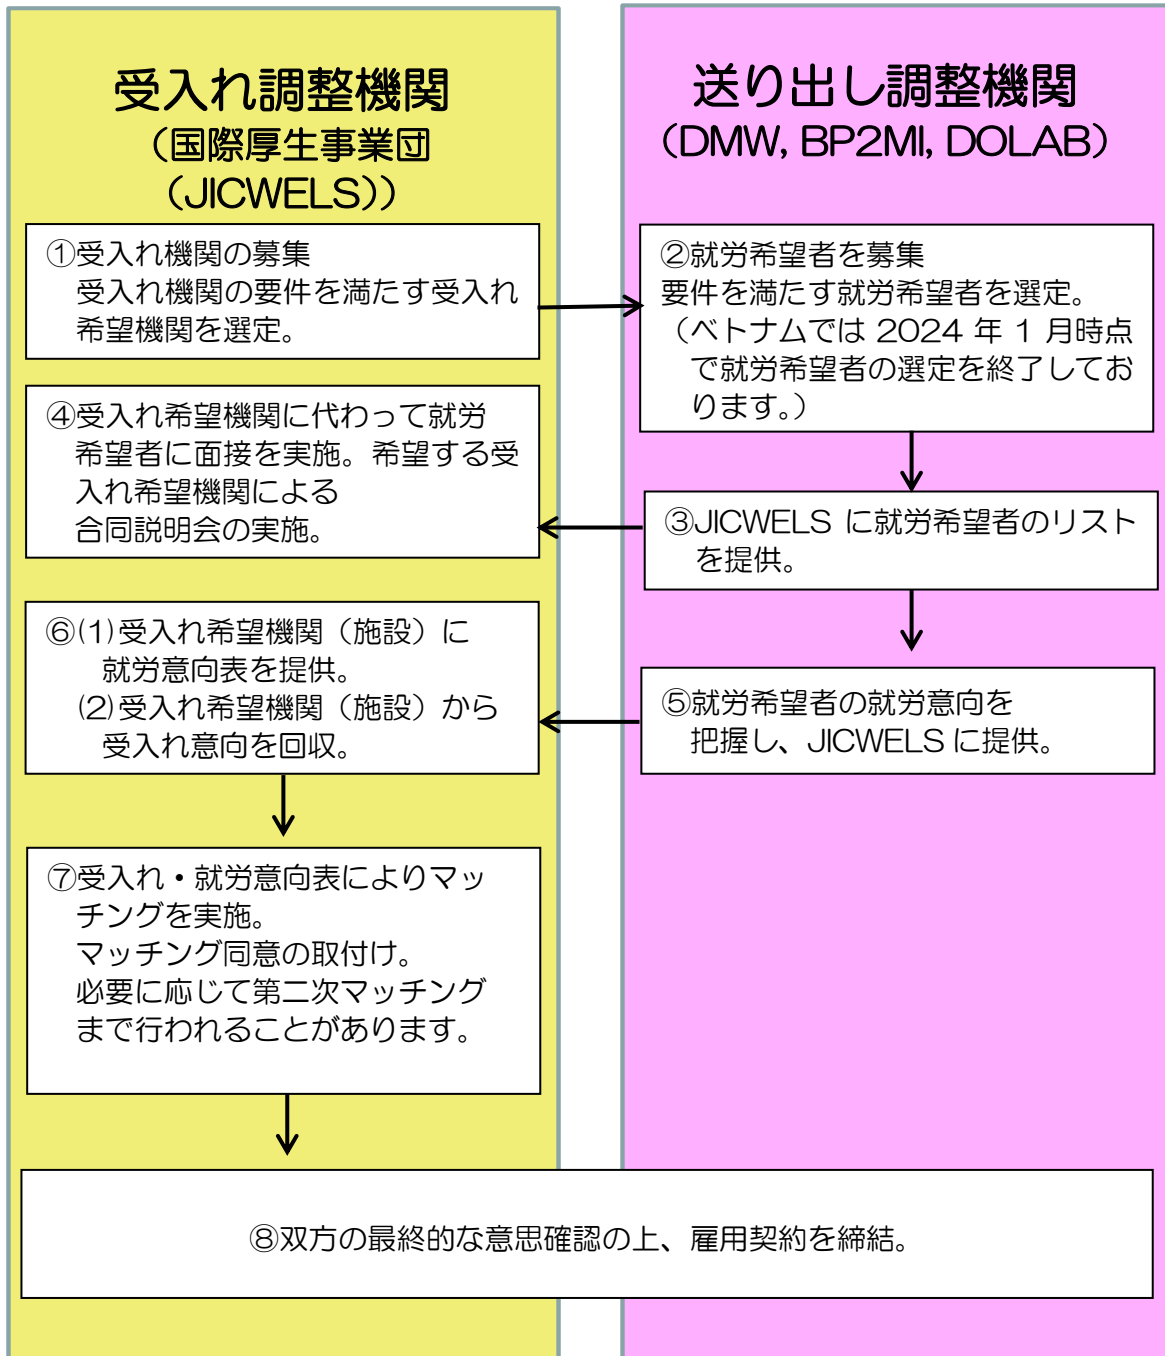 受入れ調整機関
（国際厚生事業団
（JICWELS））
送り出し調整機関
（DMW, BP2MI, DOLAB）
①受入れ機関の募集
受入れ機関の要件を満たす受入れ
希望機関を選定。
②就労希望者を募集
要件を満たす就労希望者を選定。
（ベトナムでは 2024 年 1 月時点
で就労希望者の選定を終了してお
ります。）
③JICWELS に就労希望者のリスト
を提供。
④受入れ希望機関に代わって就労
希望者に面接を実施。希望する受
入れ希望機関による
合同説明会の実施。
⑤就労希望者の就労意向を
把握し、JICWELS に提供。
⑥(1)受入れ希望機関（施設）に
就労意向表を提供。
(2)受入れ希望機関（施設）から
受入れ意向を回収。
⑦受入れ・就労意向表によりマッ
チングを実施。
マッチング同意の取付け。
必要に応じて第二次マッチング
まで行われることがあります。
⑧双方の最終的な意思確認の上、雇用契約を締結。